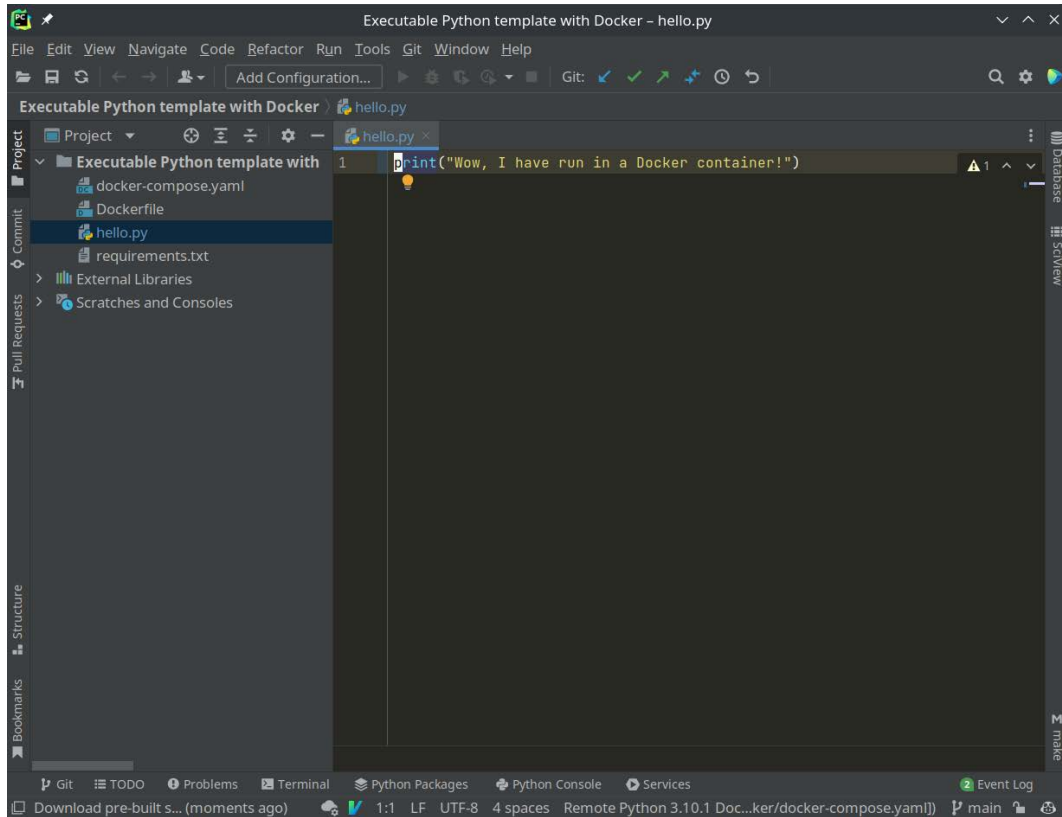 PC Executable Python template with Docker – hello.py
File Edit View Navigate Code Refactor Run Tools Git Window Help
Add Configuration... Git:
Executable Python template with Docker hello.py
Project hello.py
Executable Python template with
1 print("Wow, I have run in a Docker container!") 1
docker-compose.yaml
Dockerfile
hello.py
requirements.txt
External Libraries
Scratches and Consoles
Project
Commit
Pull Requests
Structure
Bookmarks
Database
SciView
make
Git TODO Problems Terminal Python Packages Python Console Services 2 Event Log
Download pre-built s... (moments ago) 1:1 LF UTF-8 4 spaces Remote Python 3.10.1 Doc...ker/docker-compose.yaml]) main